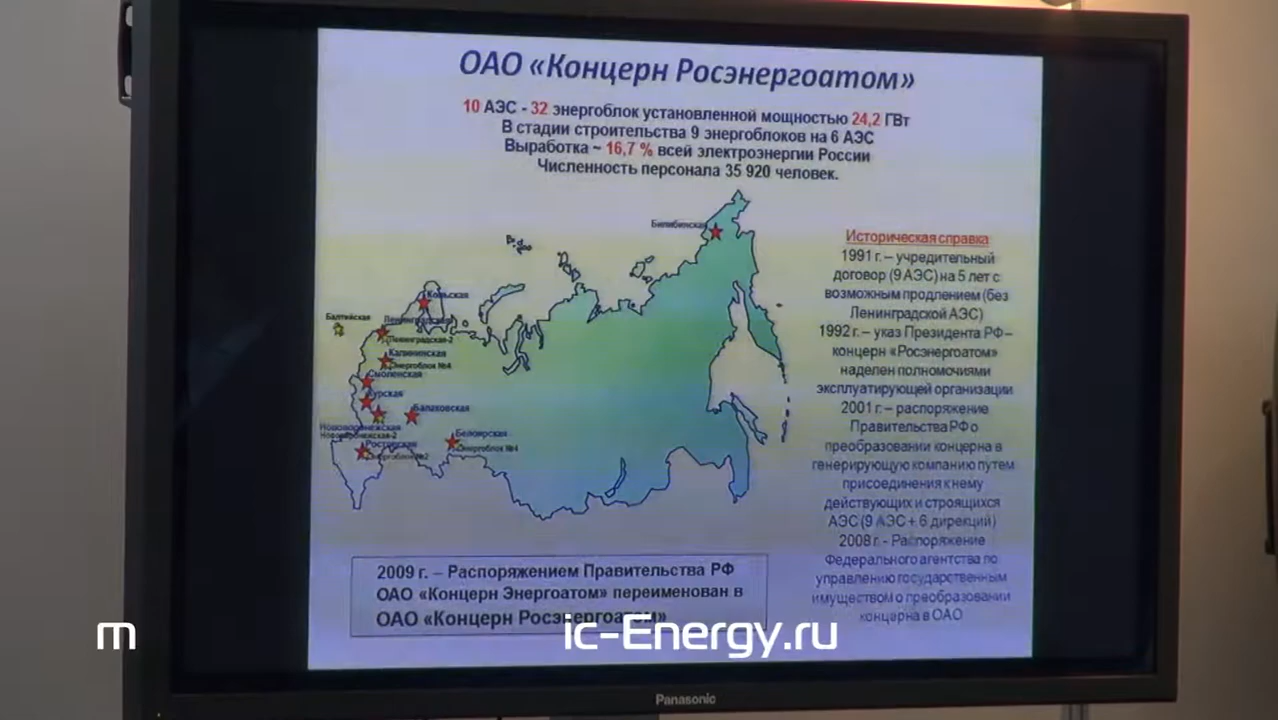 ОАО «Концерн Росэнергоатом»
10 АЭС - 32 энергоблок установленной мощностью 24,2 ГВт
В стадии строительства 9 энергоблоков на 6 АЭС
Выработка ~ 16,7 % всей электроэнергии России
Численность персонала 35 920 человек.
Билибинская
Кольская
Балтийская
Ленинградская
Ленинградская-2
Калининская
Энергоблок №4
Смоленская
Курская
Балаковская
Нововоронежская
Нововоронежская-2
Ростовская
Энергоблок №2
Белоярская
Энергоблок №4
Историческая справка
1991 г. – учредительный
договор (9 АЭС) на 5 лет с
возможным продлением (без
Ленинградской АЭС)
1992 г. – указ Президента РФ –
концерн «Росэнергоатом»
наделен полномочиями
эксплуатирующей организации
2001 г. – распоряжение
Правительства РФ о
преобразовании концерна в
генерирующую компанию путем
присоединения к нему
действующих и строящихся
АЭС (9 АЭС + 6 дирекций)
2008 г. - Распоряжение
Федерального агентства по
управлению государственным
имуществом о преобразовании
концерна в ОАО
2009 г. – Распоряжением Правительства РФ
ОАО «Концерн Энергоатом» переименован в
ОАО «Концерн Росэнергоатом»
m
ic-Energy.ru
Panasonic